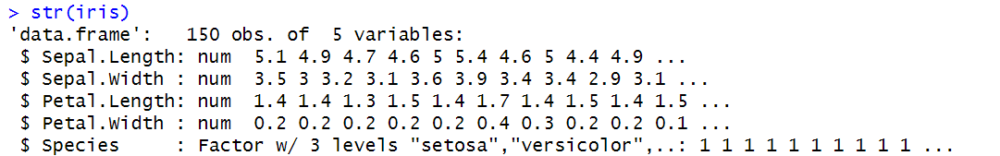 > str(iris)
'data.frame':   150 obs. of  5 variables:
 $ Sepal.Length: num  5.1 4.9 4.7 4.6 5 5.4 4.6 5 4.4 4.9 ...
 $ Sepal.Width : num  3.5 3 3.2 3.1 3.6 3.9 3.4 3.4 2.9 3.1 ...
 $ Petal.Length: num  1.4 1.4 1.3 1.5 1.4 1.7 1.4 1.5 1.4 1.5 ...
 $ Petal.Width : num  0.2 0.2 0.2 0.2 0.2 0.4 0.3 0.2 0.2 0.1 ...
 $ Species     : Factor w/ 3 levels "setosa","versicolor",..: 1 1 1 1 1 1 1 1 1 1 ...